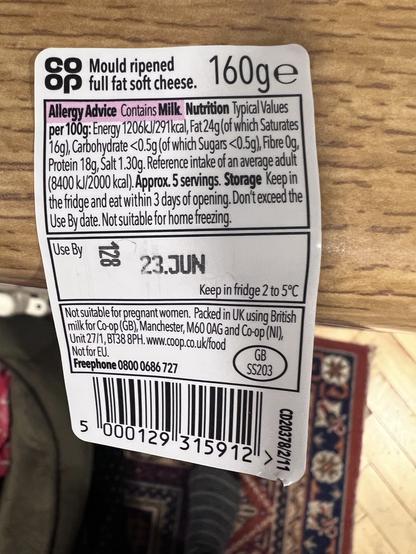 CO
OP
Mould ripened
full fat soft cheese.
160g℮
Allergy Advice Contains Milk. Nutrition Typical Values
per 100g: Energy 1206kJ/291kcal, Fat 24g (of which Saturates
16g), Carbohydrate <0.5g (of which Sugars <0.5g), Fibre 0g,
Protein 18g, Salt 1.30g. Reference intake of an average adult
(8400 kJ/2000 kcal). Approx. 5 servings. Storage Keep in
the fridge and eat within 3 days of opening. Don't exceed the
Use By date. Not suitable for home freezing.
Use By
128
23.JUN
Keep in fridge 2 to 5°C
Not suitable for pregnant women. Packed in UK using British
milk for Co-op (GB), Manchester, M60 0AG and Co-op (NI),
Unit 27/1, BT38 8PH. www.coop.co.uk/food
Not for EU.
Freephone 0800 0686 727
GB
SS203
5 000129 315912 >
CD20378/2/11